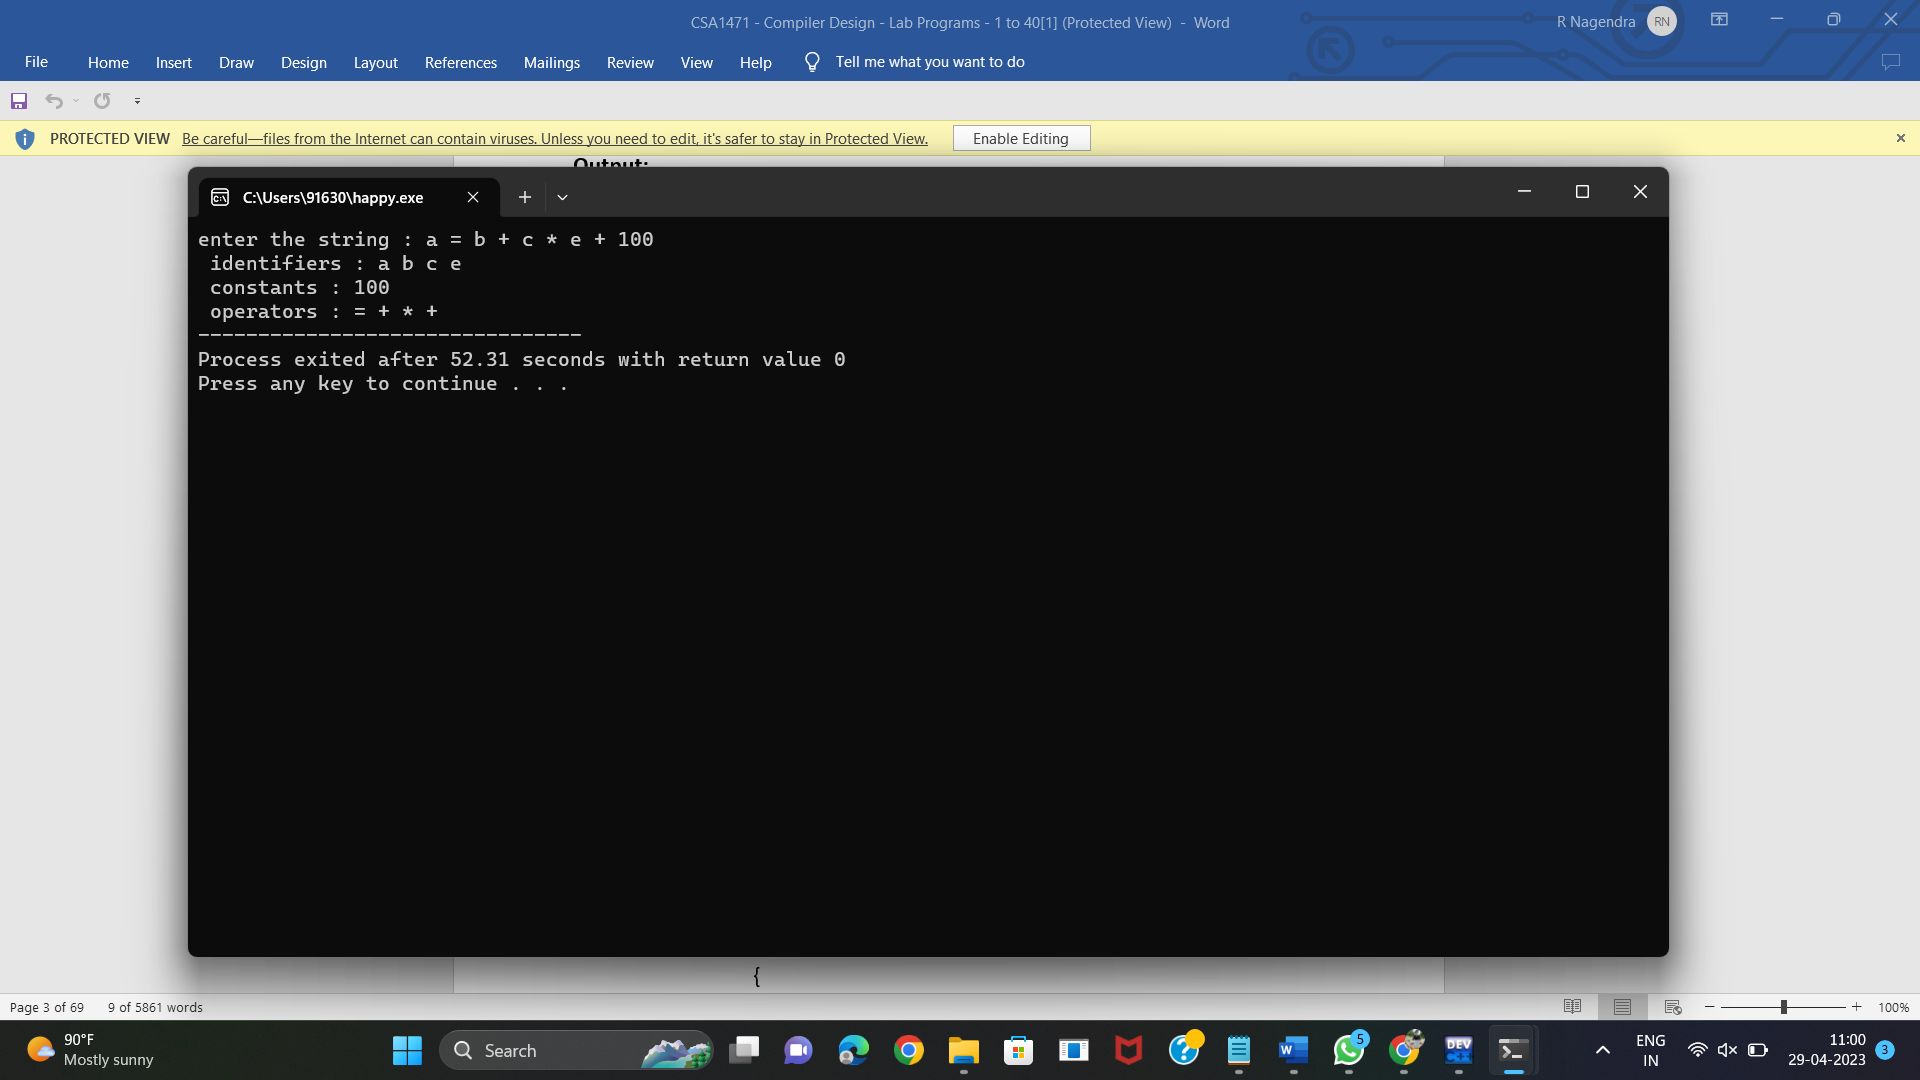 CSA1471 - Compiler Design - Lab Programs - 1 to 40[1] (Protected View) - Word
R Nagendra RN
File Home Insert Draw Design Layout References Mailings Review View Help Tell me what you want to do
PROTECTED VIEW Be careful—files from the Internet can contain viruses. Unless you need to edit, it's safer to stay in Protected View. Enable Editing
Output:
C:\Users\91630\happy.exe
enter the string : a = b + c * e + 100
identifiers : a b c e
constants : 100
operators : = + * +
--------------------------------
Process exited after 52.31 seconds with return value 0
Press any key to continue . . .
{
Page 3 of 69 9 of 5861 words 100%
90°F
Mostly sunny
Search
5
DEV
C++
ENG
IN
11:00
29-04-2023
3